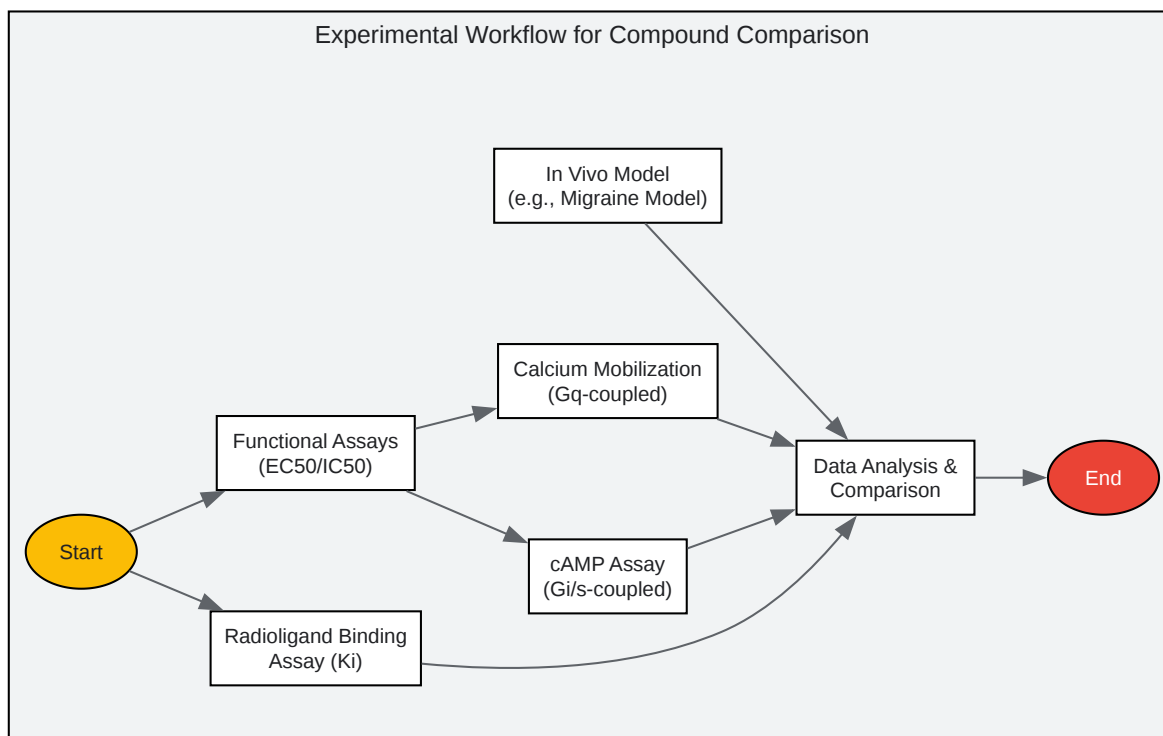 Experimental Workflow for Compound Comparison
In Vivo Model
(e.g., Migraine Model)
Calcium Mobilization
(Gq-coupled)
Functional Assays
(EC50/IC50)
Data Analysis &
Comparison
End
Start
cAMP Assay
(Gi/s-coupled)
Radioligand Binding
Assay (Ki)